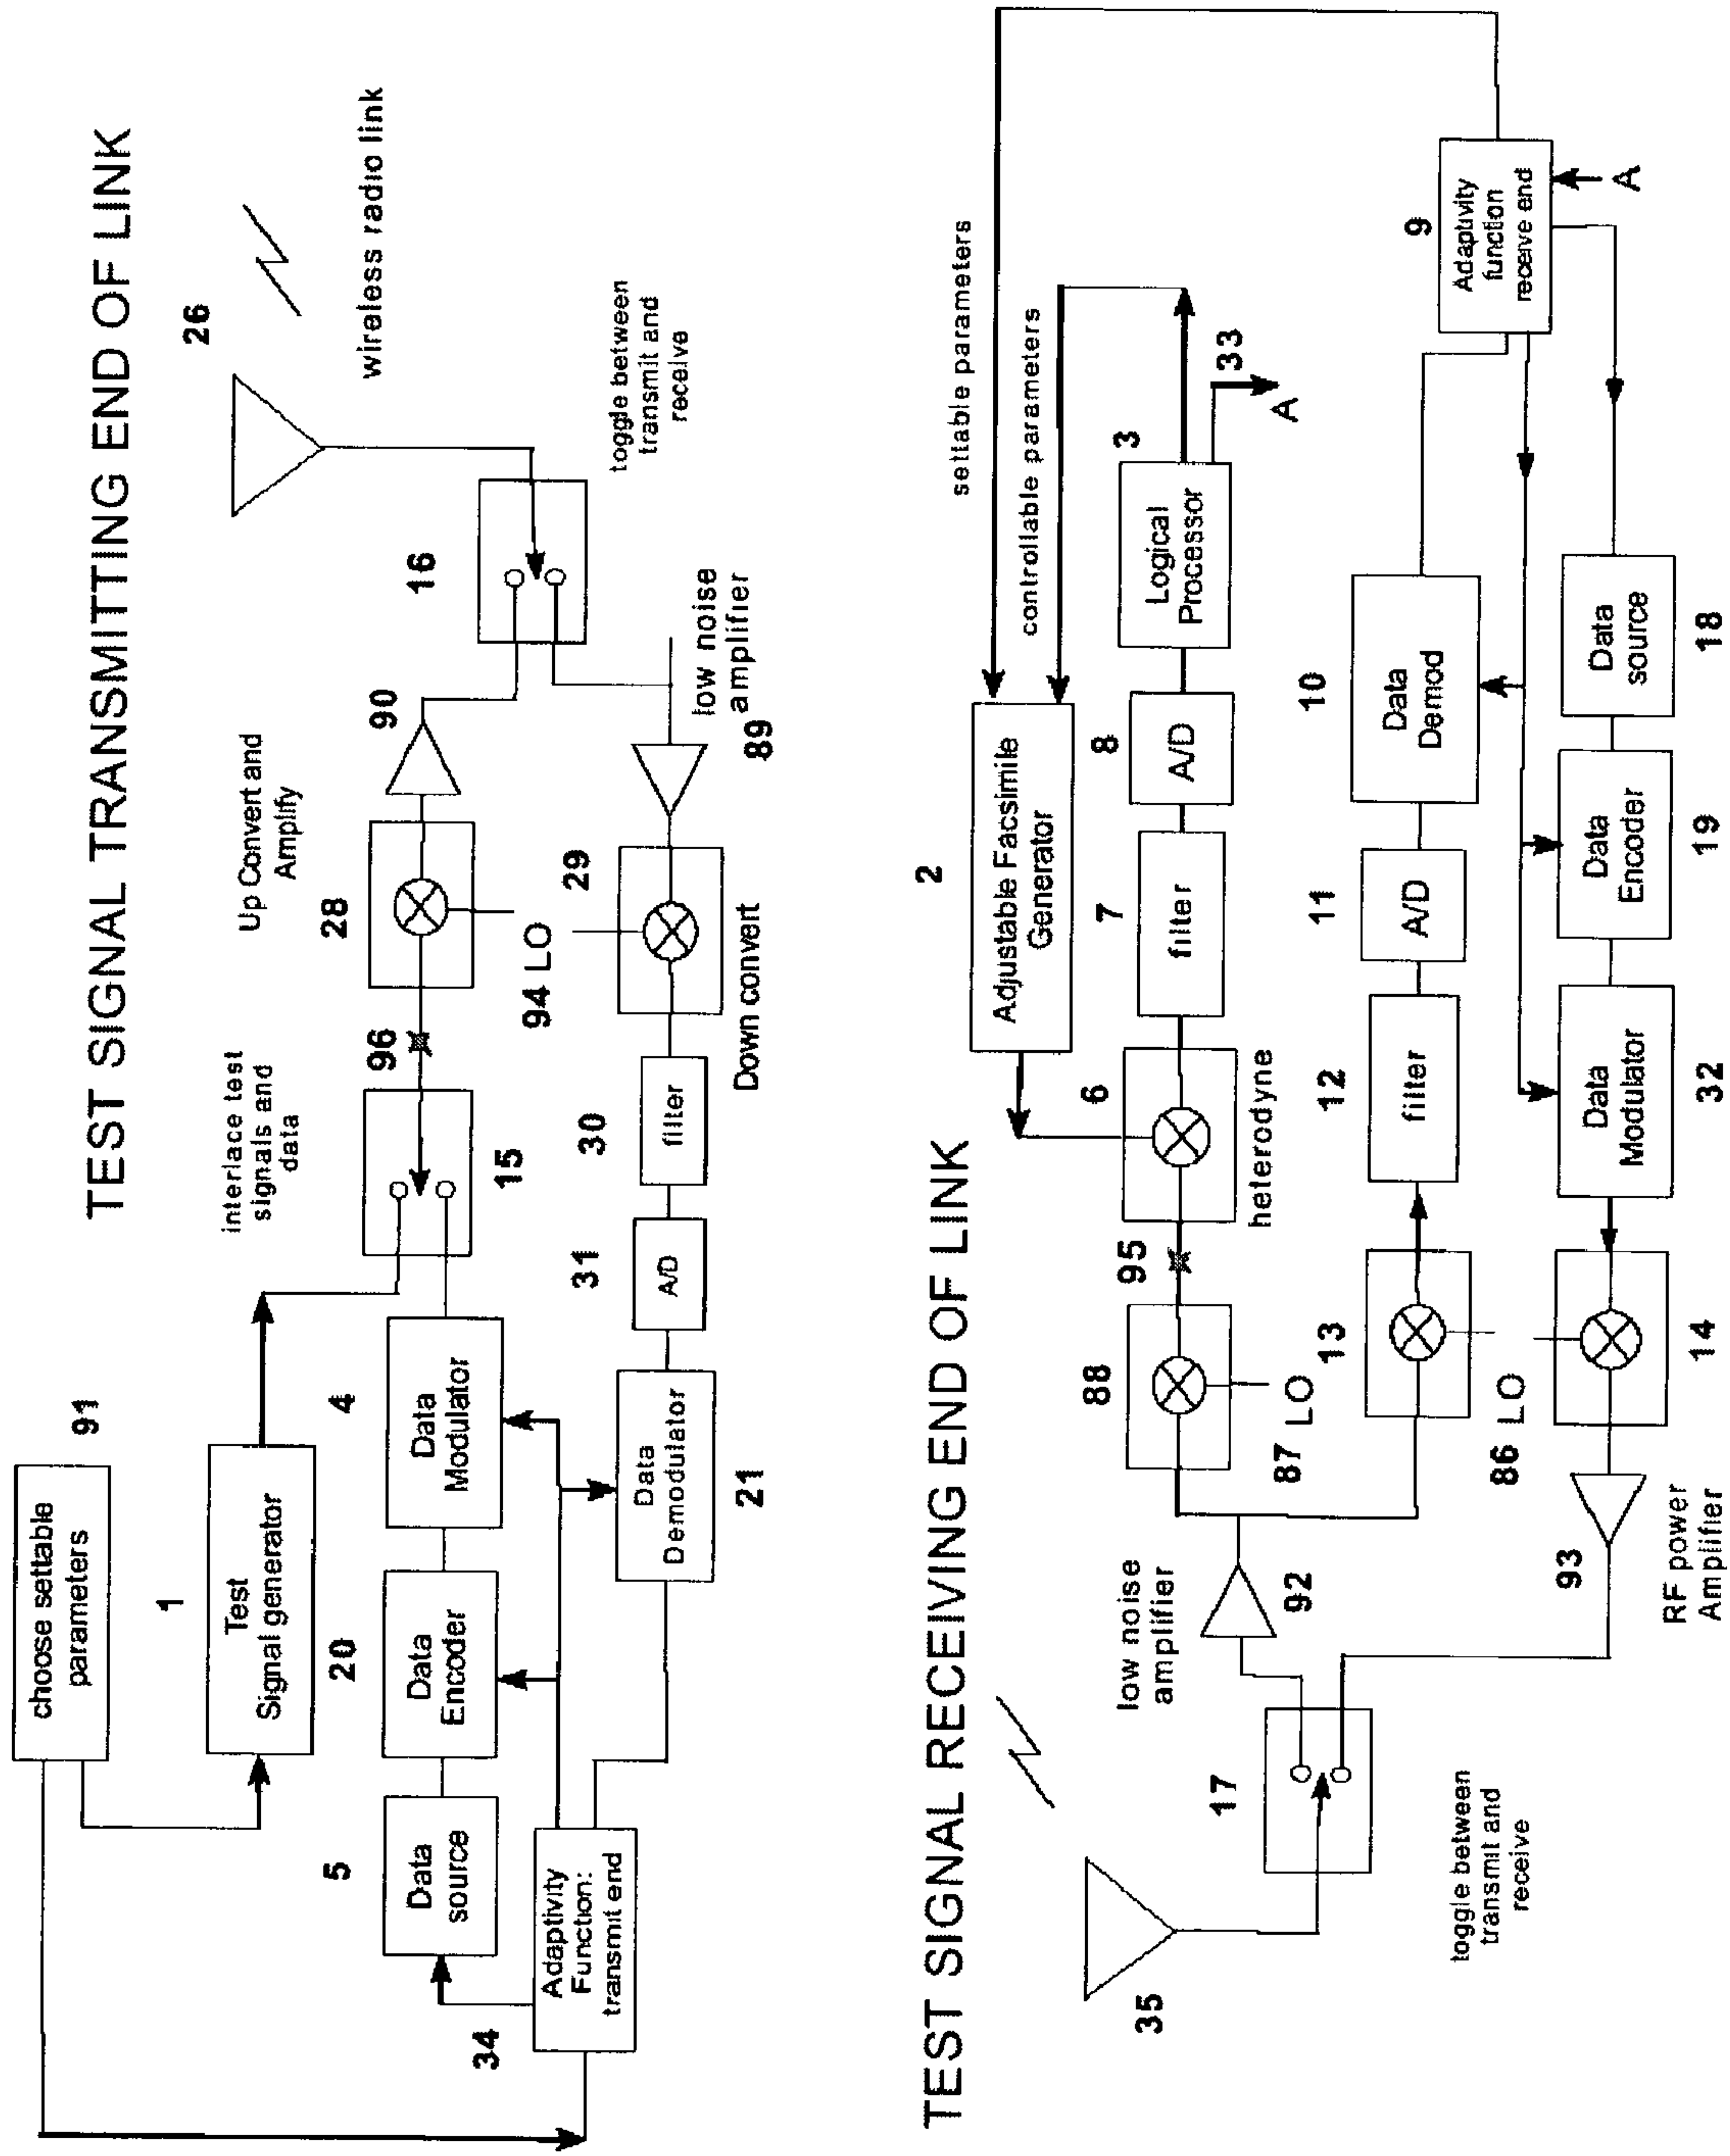 TEST SIGNAL TRANSMITTING END OF LINK
91
choose settable
parameters
1
Test
Signal generator
interlace test
signals and
data
Up Convert and
Amplify
26
wireless radio link
20
4
96
28
90
16
5
Data
source
Data
Encoder
Data
Modulator
15
94 LO
toggle between
transmit and
receive
34
Adaptivity
Function:
transmit end
21
Data
Demodulator
31
A/D
30
filter
29
Down convert
89
low noise
amplifier
TEST SIGNAL RECEIVING END OF LINK
2
Adjustable Facsimile
Generator
settable parameters
controllable parameters
35
low noise
amplifier
92
88
95
6
heterodyne
7
filter
8
A/D
3
Logical
Processor
33
A
17
toggle between
transmit and
receive
87 LO
13
12
filter
11
A/D
10
Data
Demod
9
Adaptivity
function
receive end
A
86 LO
93
RF power
Amplifier
14
Data
Modulator
32
Data
Encoder
19
Data
source
18